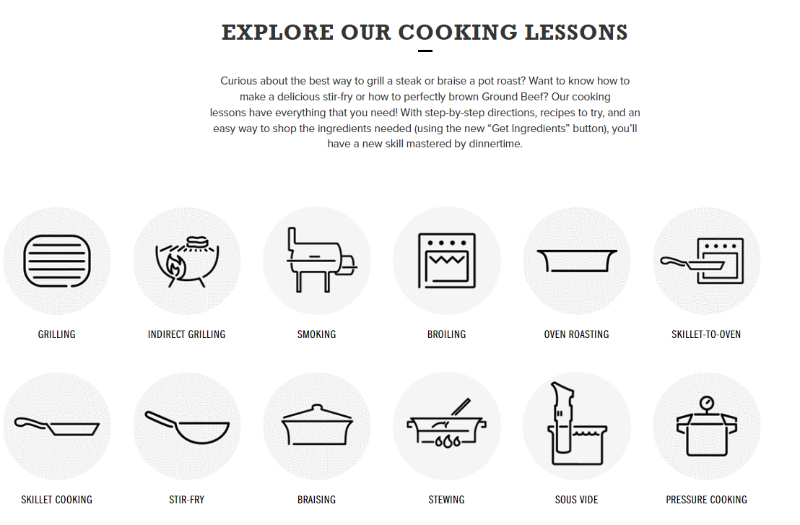 EXPLORE OUR COOKING LESSONS
Curious about the best way to grill a steak or braise a pot roast? Want to know how to
make a delicious stir-fry or how to perfectly brown Ground Beef? Our cooking
lessons have everything that you need! With step-by-step directions, recipes to try, and an
easy way to shop the ingredients needed (using the new “Get Ingredients” button), you’ll
have a new skill mastered by dinnertime.
GRILLING
INDIRECT GRILLING
SMOKING
BROILING
OVEN ROASTING
SKILLET-TO-OVEN
SKILLET COOKING
STIR-FRY
BRAISING
STEWING
SOUS VIDE
PRESSURE COOKING